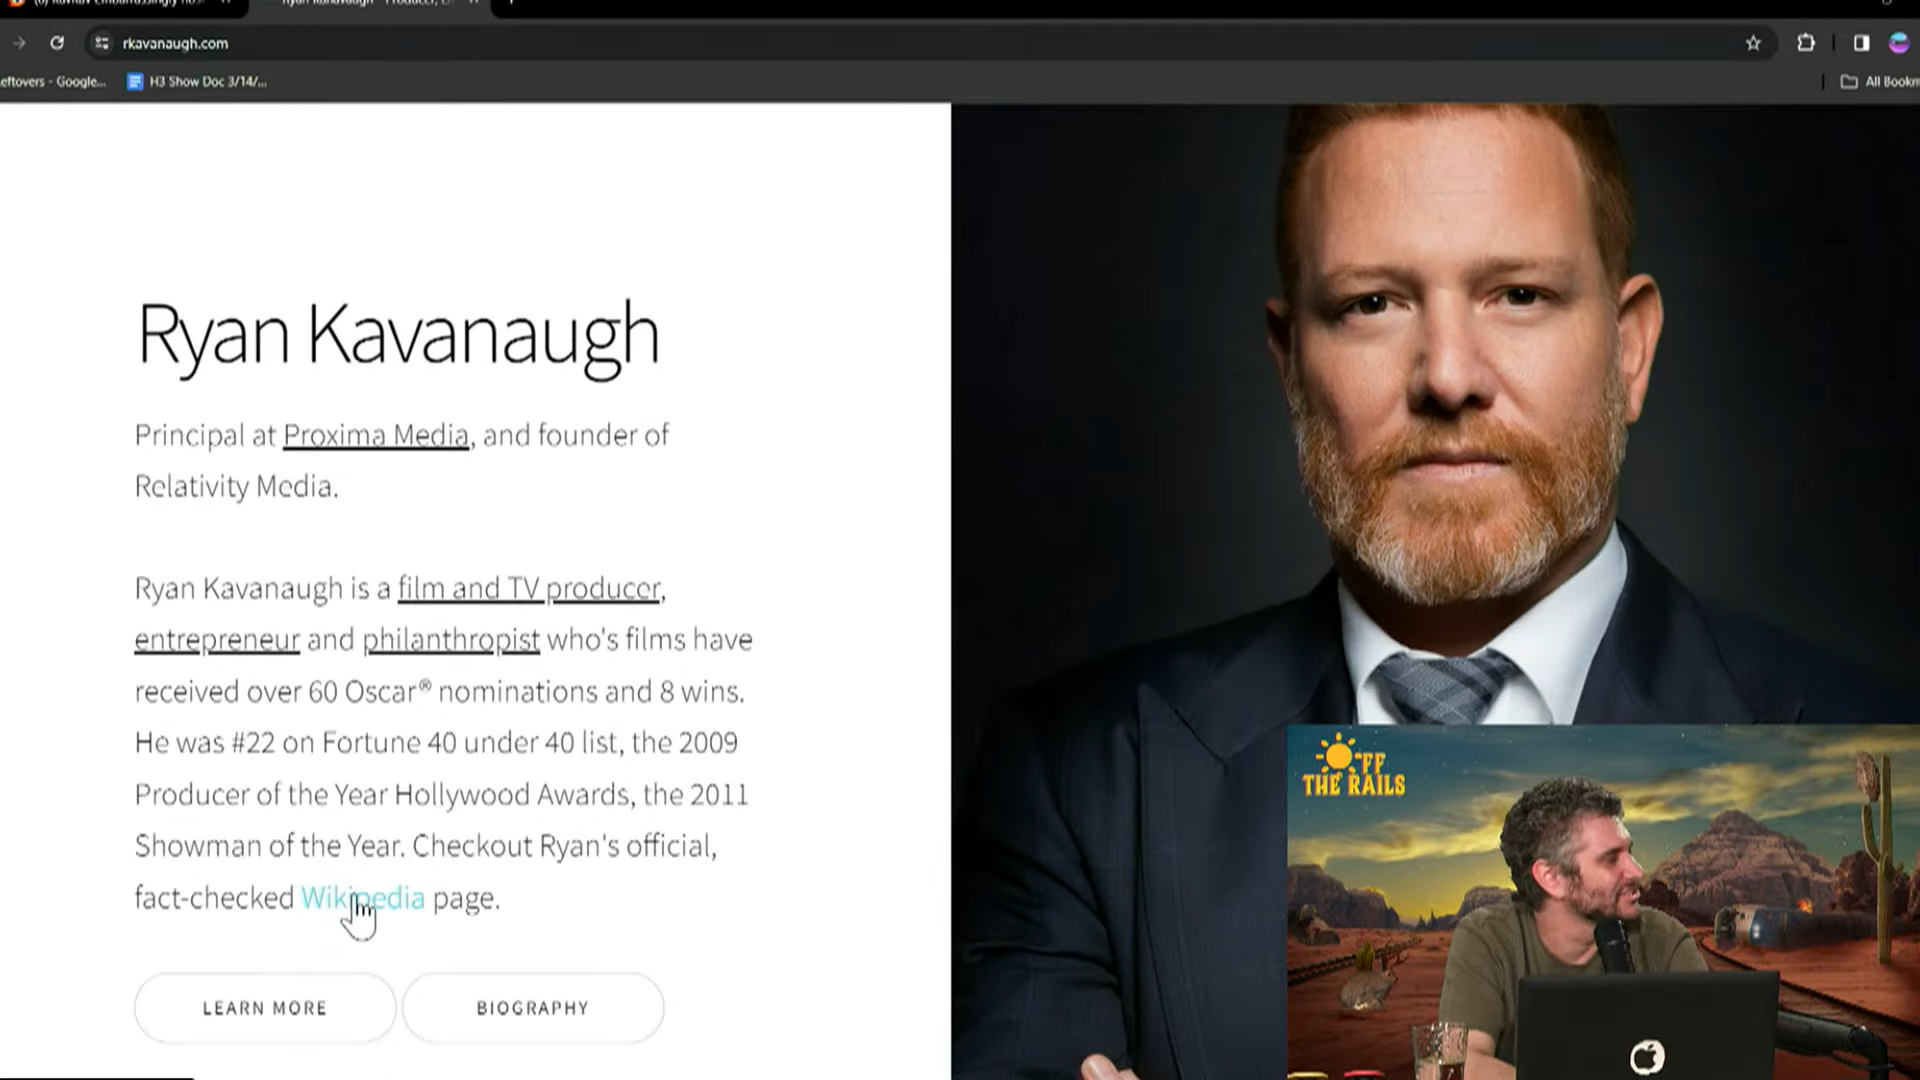 rkavanaugh.com
eftovers - Google...
H3 Show Doc 3/14/...
All Bookm
Ryan Kavanaugh
Principal at Proxima Media, and founder of
Relativity Media.
Ryan Kavanaugh is a film and TV producer,
entrepreneur and philanthropist who's films have
received over 60 Oscar® nominations and 8 wins.
He was #22 on Fortune 40 under 40 list, the 2009
Producer of the Year Hollywood Awards, the 2011
Showman of the Year. Checkout Ryan's official,
fact-checked Wikipedia page.
LEARN MORE
BIOGRAPHY
OFF
THE RAILS